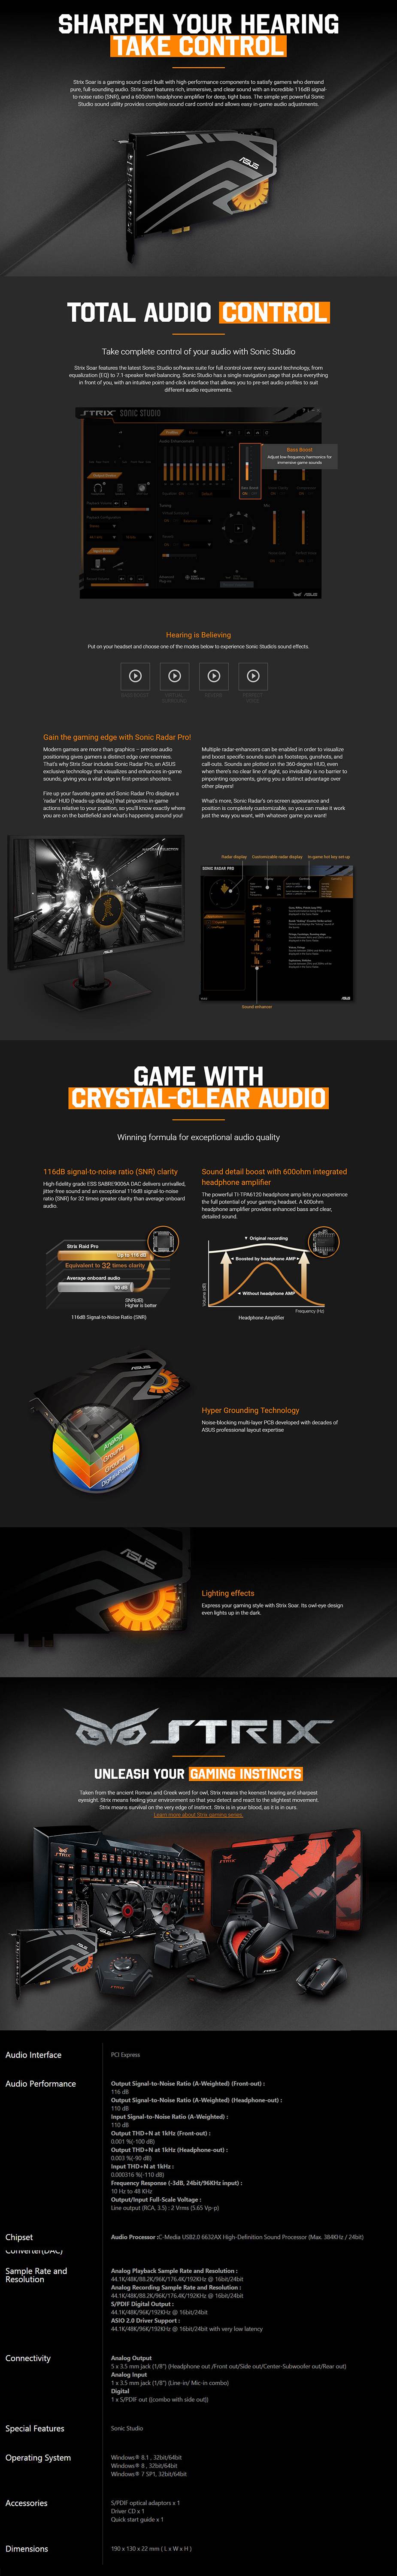 SHARPEN YOUR HEARING
TAKE CONTROL
Strix Soar is a gaming sound card built with high-performance components to satisfy gamers who demand
pure, full-sounding audio. Strix Soar features rich, immersive, and clear sound with an incredible 116dB signal-
to-noise ratio (SNR), and a 600ohm headphone amplifier for deep, tight bass. The simple yet powerful Sonic
Studio sound utility provides complete sound card control and allows easy in-game audio adjustments.
ASUS
TOTAL AUDIO CONTROL
Take complete control of your audio with Sonic Studio
Strix Soar features the latest Sonic Studio software suite for full control over every sound technology, from
equalization (EQ) to 7.1-speaker level-balancing. Sonic Studio has a single navigation page that puts everything
in front of you, with an intuitive point-and-click interface that allows you to pre-set audio profiles to suit
different audio requirements.
STRIX SONIC STUDIO
Bass Boost
Adjust low-frequency harmonics for
immersive game sounds
Bass Boost
ASUS
Hearing is Believing
Put on your headset and choose one of the modes below to experience Sonic Studio's sound effects.
Gain the gaming edge with Sonic Radar Pro!
Modern games are more than graphics – precise audio
positioning gives gamers a distinct edge over enemies.
That's why Strix Soar includes Sonic Radar Pro, an ASUS
exclusive technology that visualizes and enhances in-game
sounds, giving you a vital edge in first-person shooters.
Fire up your favorite game and Sonic Radar Pro displays a
'radar' HUD (heads-up display) that pinpoints in-game
actions relative to your position, so you'll know exactly where
you are on the battlefield and what's happening around you!
Multiple radar-enhancers can be enabled in order to visualize
and boost specific sounds such as footsteps, gunshots, and
call-outs. Sounds are plotted on the 360-degree HUD, even
when there's no clear line of sight, so invisibility is no barrier to
pinpointing opponents, giving you a distinct advantage over
other players!
What's more, Sonic Radar's on-screen appearance and
position is completely customizable, so you can make it work
just the way you want, with whatever game you want!
Radar display Customizable radar display In-game hot key set-up
SONIC RADAR PRO
ASUS
Sound enhancer
GAME WITH
CRYSTAL-CLEAR AUDIO
Winning formula for exceptional audio quality
116dB signal-to-noise ratio (SNR) clarity
High-fidelity grade ESS SABRE9006A DAC delivers unrivalled,
jitter-free sound and an exceptional 116dB signal-to-noise
ratio (SNR) for 32 times greater clarity than average onboard
audio.
Strix Raid Pro
Up to 116 dB
Equivalent to 32 times clarity
Average onboard audio
90 dB
SNR(dB)
Higher is better
116dB Signal-to-Noise Ratio (SNR)
Sound detail boost with 600ohm integrated
headphone amplifier
The powerful TI-TPA6120 headphone amp lets you experience
the full potential of your gaming headset. A 600ohm
headphone amplifier provides enhanced bass and clear,
detailed sound.
Original recording
Boosted by headphone AMP
Without headphone AMP
Volume (dB)
Frequency (Hz)
Headphone Amplifier
ASUS
Analog
Ground
Ground
Digital/Power
Hyper Grounding Technology
Noise-blocking multi-layer PCB developed with decades of
ASUS professional layout expertise
ASUS
Lighting effects
Express your gaming style with Strix Soar. Its owl-eye design
even lights up in the dark.
STRIX
UNLEASH YOUR GAMING INSTINCTS
Taken from the ancient Roman and Greek word for owl, Strix means the keenest hearing and sharpest
eyesight. Strix means feeling your environment so that you detect and react to the slightest movement.
Strix means survival on the very edge of instinct. Strix is in your blood, as it is in ours.
Learn more about Strix gaming series.
STRIX
ASUS
Audio Interface
PCI Express
Audio Performance
Output Signal-to-Noise Ratio (A-Weighted) (Front-out) :
116 dB
Output Signal-to-Noise Ratio (A-Weighted) (Headphone-out) :
110 dB
Input Signal-to-Noise Ratio (A-Weighted) :
110 dB
Output THD+N at 1kHz (Front-out) :
0.001 %(-100 dB)
Output THD+N at 1kHz (Headphone-out) :
0.003 %(-90 dB)
Input THD+N at 1kHz :
0.000316 %(-110 dB)
Frequency Response (-3dB, 24bit/96KHz input) :
10 Hz to 48 KHz
Output/Input Full-Scale Voltage :
Line output (RCA, 3.5) : 2 Vrms (5.65 Vp-p)
Chipset
Audio Processor :C-Media USB2.0 6632AX High-Definition Sound Processor (Max. 384KHz / 24bit)
Converter(DAC)
Sample Rate and
Resolution
Analog Playback Sample Rate and Resolution :
44.1K/48K/88.2K/96K/176.4K/192KHz @ 16bit/24bit
Analog Recording Sample Rate and Resolution :
44.1K/48K/88.2K/96K/176.4K/192KHz @ 16bit/24bit
S/PDIF Digital Output :
44.1K/48K/96K/192KHz @ 16bit/24bit
ASIO 2.0 Driver Support :
44.1K/48K/96K/192KHz @ 16bit/24bit with very low latency
Connectivity
Analog Output
5 x 3.5 mm jack (1/8") (Headphone out /Front out/Side out/Center-Subwoofer out/Rear out)
Analog Input
1 x 3.5 mm jack (1/8") (Line-in/ Mic-in combo)
Digital
1 x S/PDIF out ((combo with side out))
Special Features
Sonic Studio
Operating System
Windows® 8.1 , 32bit/64bit
Windows® 8 , 32bit/64bit
Windows® 7 SP1, 32bit/64bit
Accessories
S/PDIF optical adaptors x 1
Driver CD x 1
Quick start guide x 1
Dimensions
190 x 130 x 22 mm ( L x W x H )